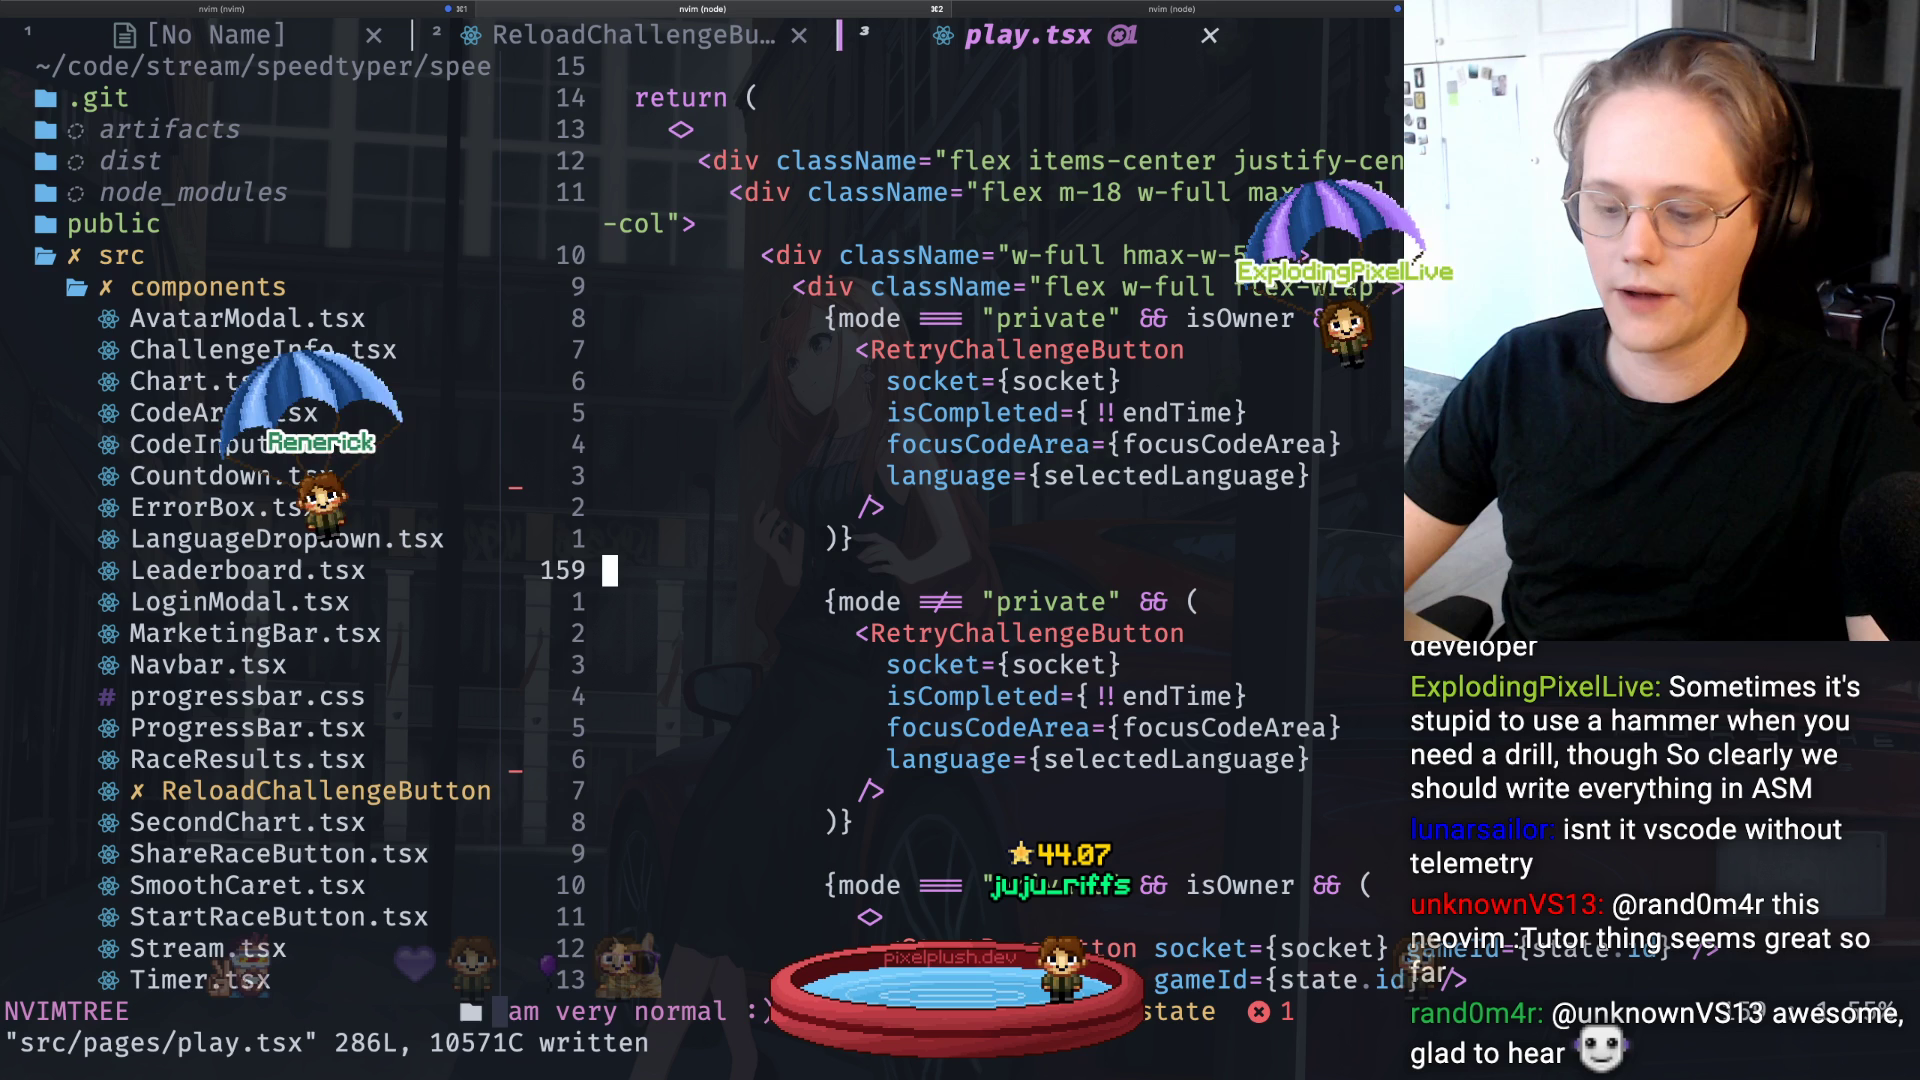 nvim (nvim)
⌘1
nvim (node)
⌘2
nvim (node)
1 [No Name] ×
2 ReloadChallengeBu… ×
3 play.tsx 1 ×
~/code/stream/speedtyper/spee
.git
artifacts
dist
node_modules
public
✗ src
✗ components
AvatarModal.tsx
ChallengeInfo.tsx
Chart.ts
CodeAr sx
CodeInput
Countdown.tsx
ErrorBox.tsx
LanguageDropdown.tsx
Leaderboard.tsx
LoginModal.tsx
MarketingBar.tsx
Navbar.tsx
# progressbar.css
ProgressBar.tsx
RaceResults.tsx
✗ ReloadChallengeButton
SecondChart.tsx
ShareRaceButton.tsx
SmoothCaret.tsx
StartRaceButton.tsx
Stream.tsx
Timer.tsx
15
14 return (
13 <>
12 <div className="flex items-center justify-cen
11 <div className="flex m-18 w-full max
-col">
10 <div className="w-full hmax-w-5
9 <div className="flex w-full flex-wrap">
8 {mode === "private" && isOwner &
7 <RetryChallengeButton
6 socket={socket}
5 isCompleted={!!endTime}
4 focusCodeArea={focusCodeArea}
3 language={selectedLanguage}
2 />
1 )}
159
1 {mode !== "private" && (
2 <RetryChallengeButton
3 socket={socket}
4 isCompleted={!!endTime}
5 focusCodeArea={focusCodeArea}
6 language={selectedLanguage}
7 />
8 )}
9
10 {mode === " && isOwner && (
11 <>
12 ton socket={socket} gameId={state.id} />
13 gameId={state.id} />
NVIMTREE
am very normal :)
state
1
159 : 1 55%
"src/pages/play.tsx" 286L, 10571C written
Renerick
ExplodingPixelLive
44.07
juju_riffs
pixelplush.dev
developer
ExplodingPixelLive: Sometimes it's
stupid to use a hammer when you
need a drill, though So clearly we
should write everything in ASM
lunarsailor: isnt it vscode without
telemetry
unknownVS13: @rand0m4r this
neovim :Tutor thing seems great so
far
rand0m4r: @unknownVS13 awesome,
glad to hear